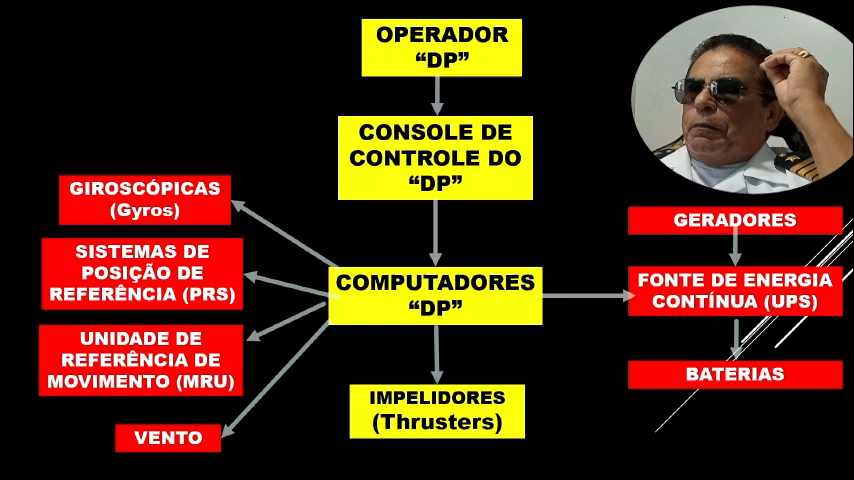 OPERADOR
“DP”
CONSOLE DE
CONTROLE DO
“DP”
GIROSCÓPICAS
(Gyros)
SISTEMAS DE
POSIÇÃO DE
REFERÊNCIA (PRS)
UNIDADE DE
REFERÊNCIA DE
MOVIMENTO (MRU)
VENTO
COMPUTADORES
“DP”
IMPELIDORES
(Thrusters)
GERADORES
FONTE DE ENERGIA
CONTÍNUA (UPS)
BATERIAS